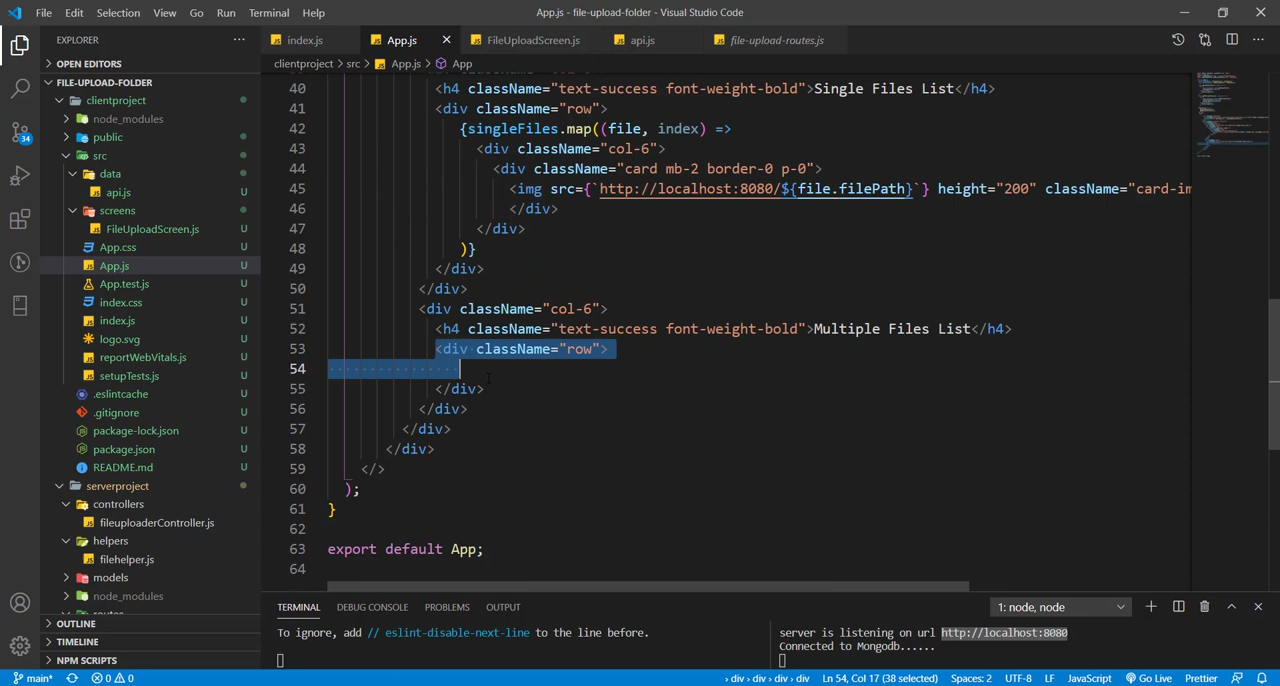 File Edit Selection View Go Run Terminal Help
App.js - file-upload-folder - Visual Studio Code
EXPLORER
OPEN EDITORS
FILE-UPLOAD-FOLDER
clientproject
node_modules
public
src
data
api.js U
screens
FileUploadScreen.js U
App.css U
App.js U
App.test.js U
index.css U
index.js U
logo.svg U
reportWebVitals.js U
setupTests.js U
.eslintcache U
.gitignore U
package-lock.json U
package.json U
README.md U
serverproject
controllers
fileuploaderController.js
helpers
filehelper.js
models
node_modules
OUTLINE
TIMELINE
NPM SCRIPTS
34
index.js App.js FileUploadScreen.js api.js file-upload-routes.js
clientproject > src > App.js > App
40 <h4 className="text-success font-weight-bold">Single Files List</h4>
41 <div className="row">
42 {singleFiles.map((file, index) =>
43 <div className="col-6">
44 <div className="card mb-2 border-0 p-0">
45 <img src={`http://localhost:8080/${file.filePath}`} height="200" className="card-im
46 </div>
47 </div>
48 )}
49 </div>
50 </div>
51 <div className="col-6">
52 <h4 className="text-success font-weight-bold">Multiple Files List</h4>
53 <div className="row">
54
55 </div>
56 </div>
57 </div>
58 </div>
59 </>
60 );
61 }
62
63 export default App;
64
TERMINAL DEBUG CONSOLE PROBLEMS OUTPUT
1: node, node
To ignore, add // eslint-disable-next-line to the line before.
server is listening on url http://localhost:8080
Connected to Mongodb......
main* 0 0 › div › div › div › div Ln 54, Col 17 (38 selected) Spaces: 2 UTF-8 LF JavaScript Go Live Prettier